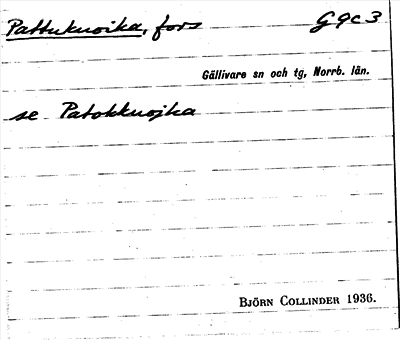 Pattukuoika, fors G9c3
Gällivare sn och tg, Norrb. län.
se Patokkuojka
BJÖRN COLLINDER 1936.